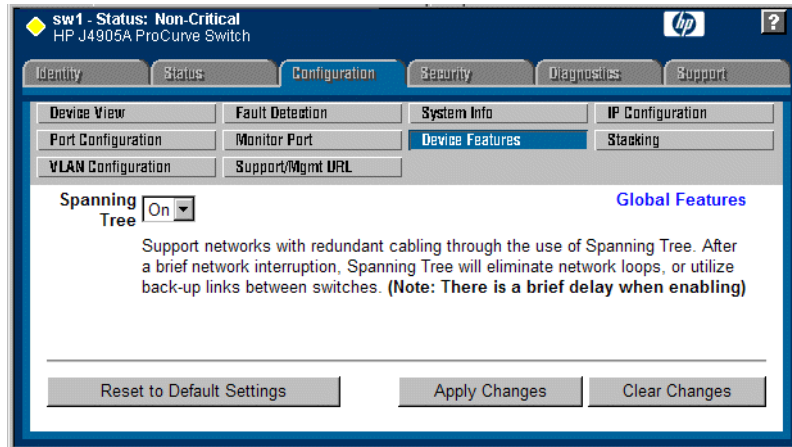 sw1 - Status: Non-Critical
HP J4905A ProCurve Switch
hp
?
Identity
Status
Configuration
Security
Diagnostics
Support
Device View
Fault Detection
System Info
IP Configuration
Port Configuration
Monitor Port
Device Features
Stacking
VLAN Configuration
Support/Mgmt URL
Spanning
Tree
On
Global Features
Support networks with redundant cabling through the use of Spanning Tree. After
a brief network interruption, Spanning Tree will eliminate network loops, or utilize
back-up links between switches. (Note: There is a brief delay when enabling)
Reset to Default Settings
Apply Changes
Clear Changes